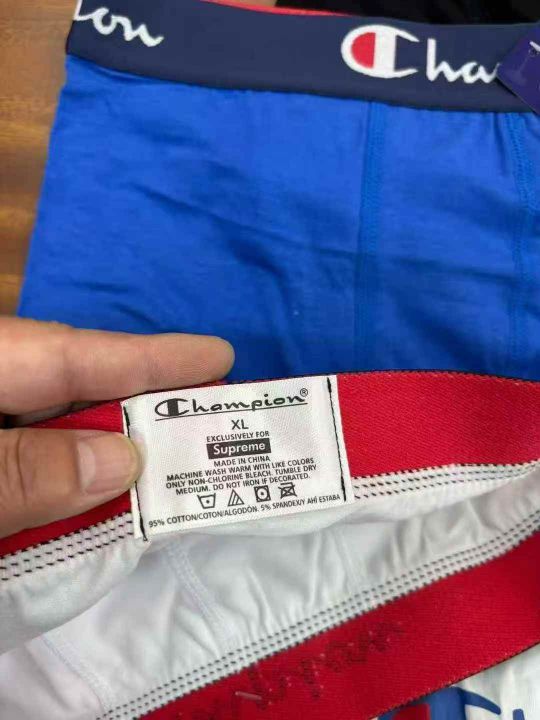 Champion
Champion®
XL
EXCLUSIVELY FOR
Supreme
MADE IN CHINA
MACHINE WASH WARM WITH LIKE COLORS
ONLY NON-CHLORINE BLEACH. TUMBLE DRY
MEDIUM. DO NOT IRON IF DECORATED.
95% COTTON/COTON/ALGODÓN. 5% SPANDEX/Y AHÍ ESTABA